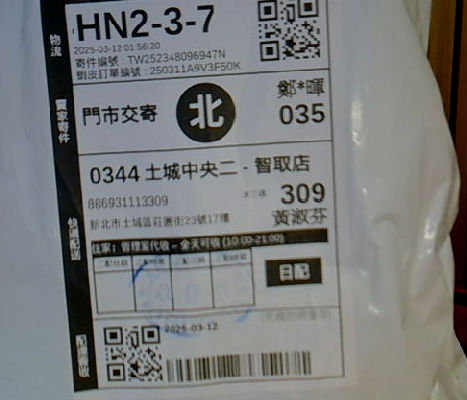 物流
HN2-3-7
2025-03-12 01:56:20
寄件編號：TW252348096947N
蝦皮訂單編號：250311A9V3F50K
賣家寄件
門市交寄
北
鄭*暉
035
0344 土城中央二 - 智取店
886931113309
309
新北市土城區莊園街23號17樓
黃淑芬
住家：管理室代收 - 全天可收(10:00-21:00)
日配
2025-03-12